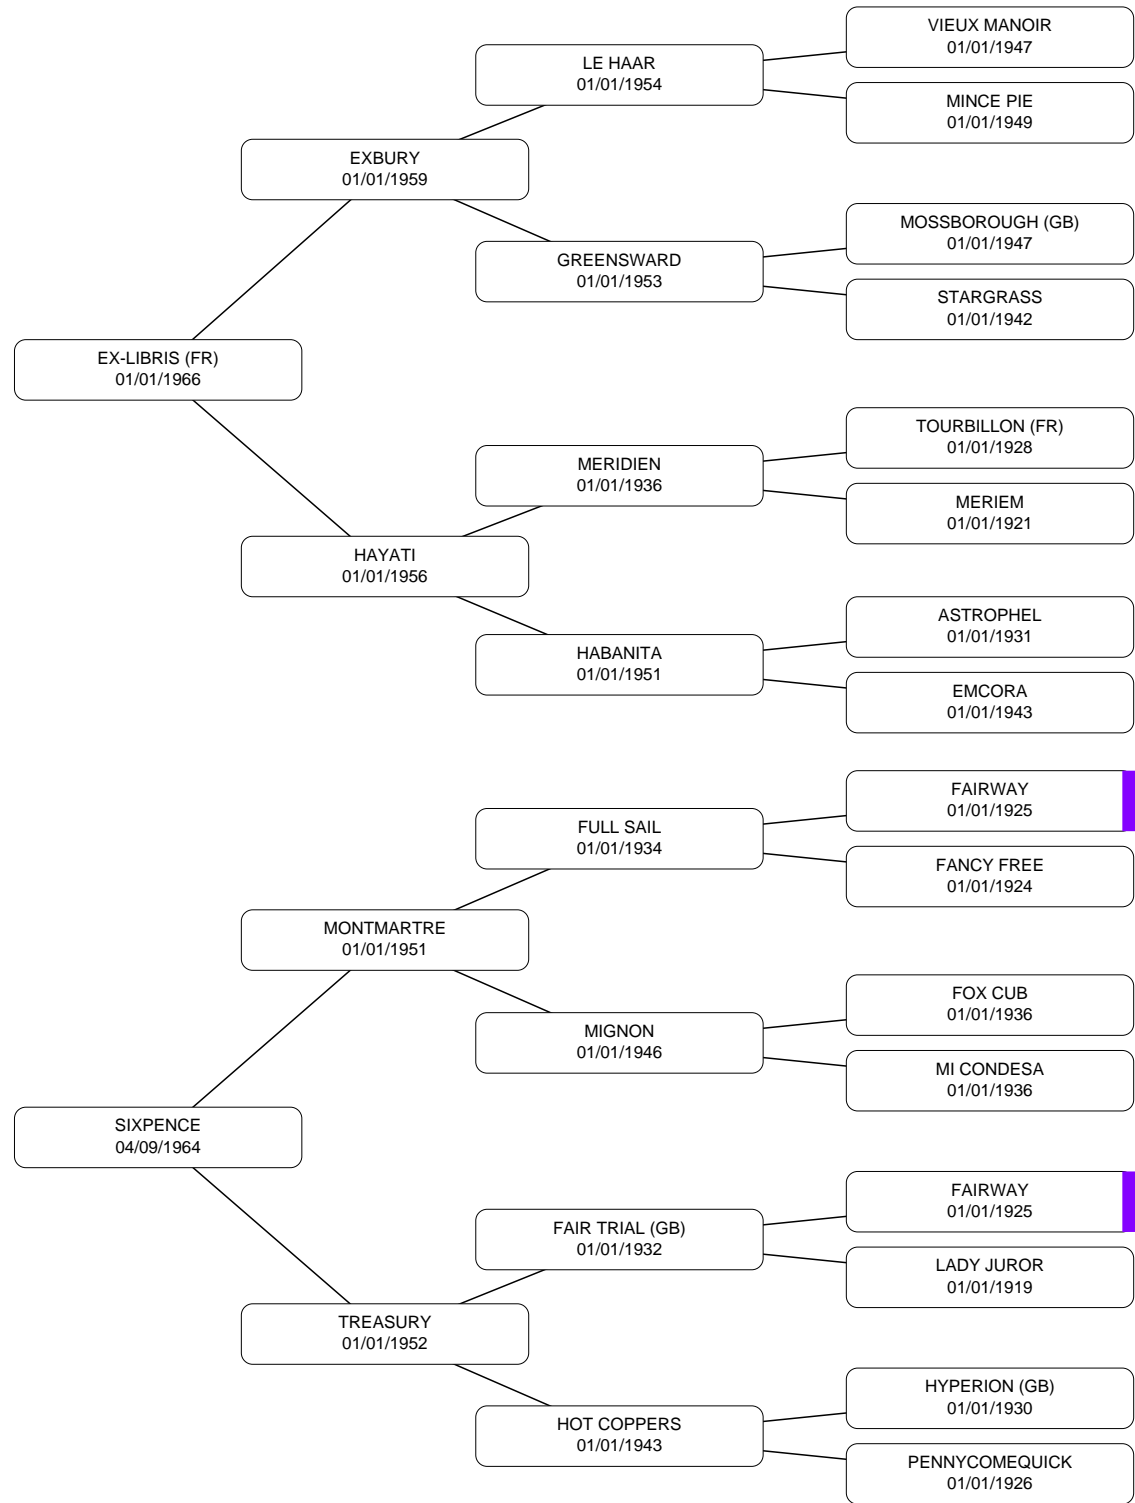 VIEUX MANOIR
01/01/1947
LE HAAR
01/01/1954
MINCE PIE
01/01/1949
EXBURY
01/01/1959
MOSSBOROUGH (GB)
01/01/1947
GREENSWARD
01/01/1953
STARGRASS
01/01/1942
EX-LIBRIS (FR)
01/01/1966
TOURBILLON (FR)
01/01/1928
MERIDIEN
01/01/1936
MERIEM
01/01/1921
HAYATI
01/01/1956
ASTROPHEL
01/01/1931
HABANITA
01/01/1951
EMCORA
01/01/1943
FAIRWAY
01/01/1925
FULL SAIL
01/01/1934
FANCY FREE
01/01/1924
MONTMARTRE
01/01/1951
FOX CUB
01/01/1936
MIGNON
01/01/1946
MI CONDESA
01/01/1936
SIXPENCE
04/09/1964
FAIRWAY
01/01/1925
FAIR TRIAL (GB)
01/01/1932
LADY JUROR
01/01/1919
TREASURY
01/01/1952
HYPERION (GB)
01/01/1930
HOT COPPERS
01/01/1943
PENNYCOMEQUICK
01/01/1926